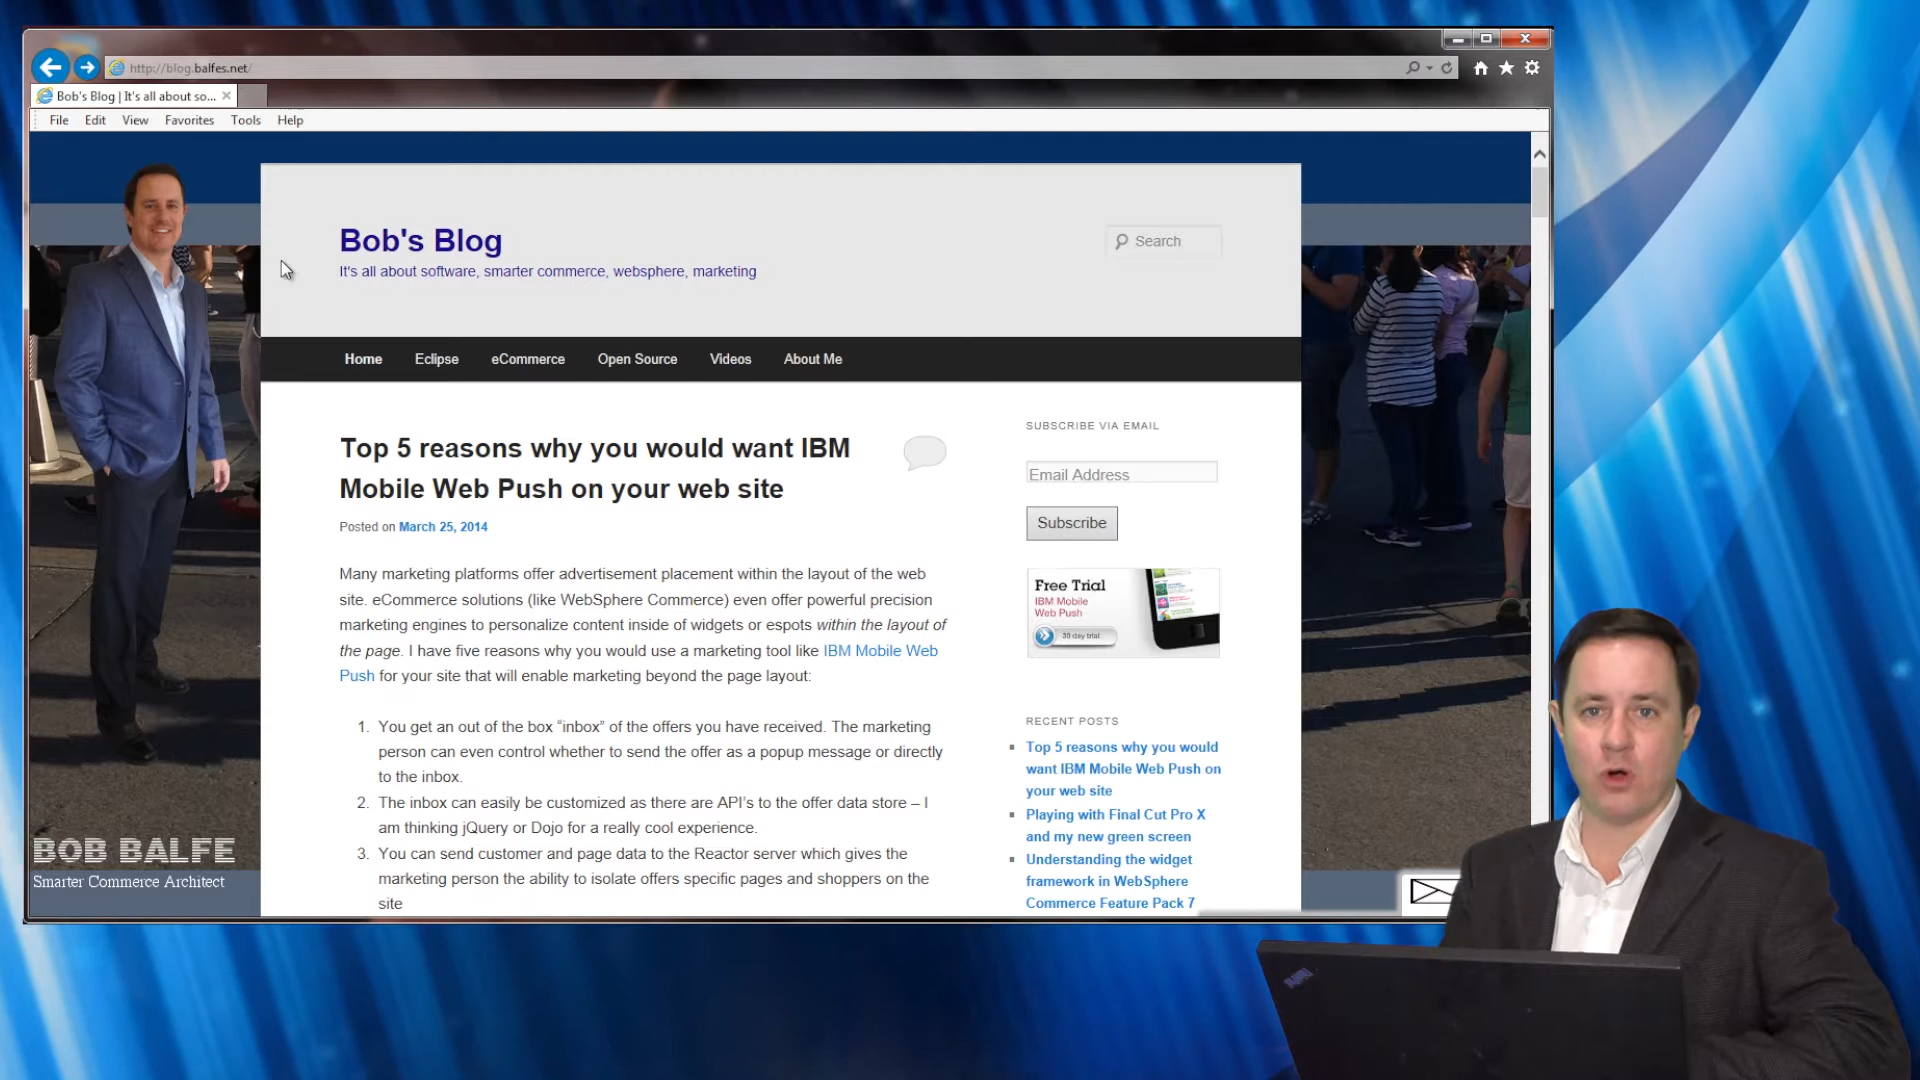 http://blog.balfes.net/
Bob's Blog | It's all about so...
File Edit View Favorites Tools Help
Bob's Blog
It's all about software, smarter commerce, websphere, marketing
Search
Home Eclipse eCommerce Open Source Videos About Me
Top 5 reasons why you would want IBM
Mobile Web Push on your web site
Posted on March 25, 2014
Many marketing platforms offer advertisement placement within the layout of the web
site. eCommerce solutions (like WebSphere Commerce) even offer powerful precision
marketing engines to personalize content inside of widgets or espots within the layout of
the page. I have five reasons why you would use a marketing tool like IBM Mobile Web
Push for your site that will enable marketing beyond the page layout:
1. You get an out of the box “inbox” of the offers you have received. The marketing
person can even control whether to send the offer as a popup message or directly
to the inbox.
2. The inbox can easily be customized as there are API’s to the offer data store – I
am thinking jQuery or Dojo for a really cool experience.
3. You can send customer and page data to the Reactor server which gives the
marketing person the ability to isolate offers specific pages and shoppers on the
site
SUBSCRIBE VIA EMAIL
Email Address
Subscribe
Free Trial
IBM Mobile
Web Push
30 day trial
RECENT POSTS
Top 5 reasons why you would
want IBM Mobile Web Push on
your web site
Playing with Final Cut Pro X
and my new green screen
Understanding the widget
framework in WebSphere
Commerce Feature Pack 7
BOB BALFE
Smarter Commerce Architect